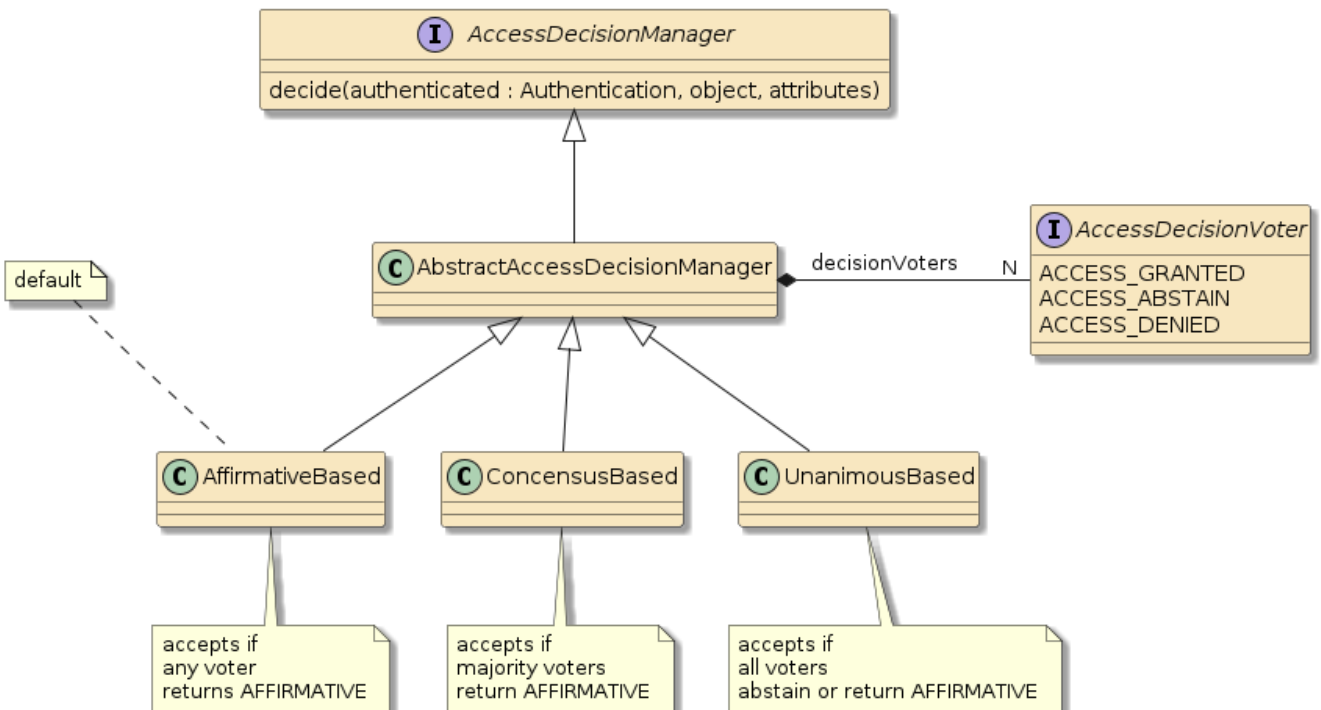 I AccessDecisionManager
decide(authenticated : Authentication, object, attributes)
I AccessDecisionVoter
ACCESS_GRANTED
ACCESS_ABSTAIN
ACCESS_DENIED
C AbstractAccessDecisionManager
decisionVoters N
default
C AffirmativeBased
C ConcensusBased
C UnanimousBased
accepts if
any voter
returns AFFIRMATIVE
accepts if
majority voters
return AFFIRMATIVE
accepts if
all voters
abstain or return AFFIRMATIVE